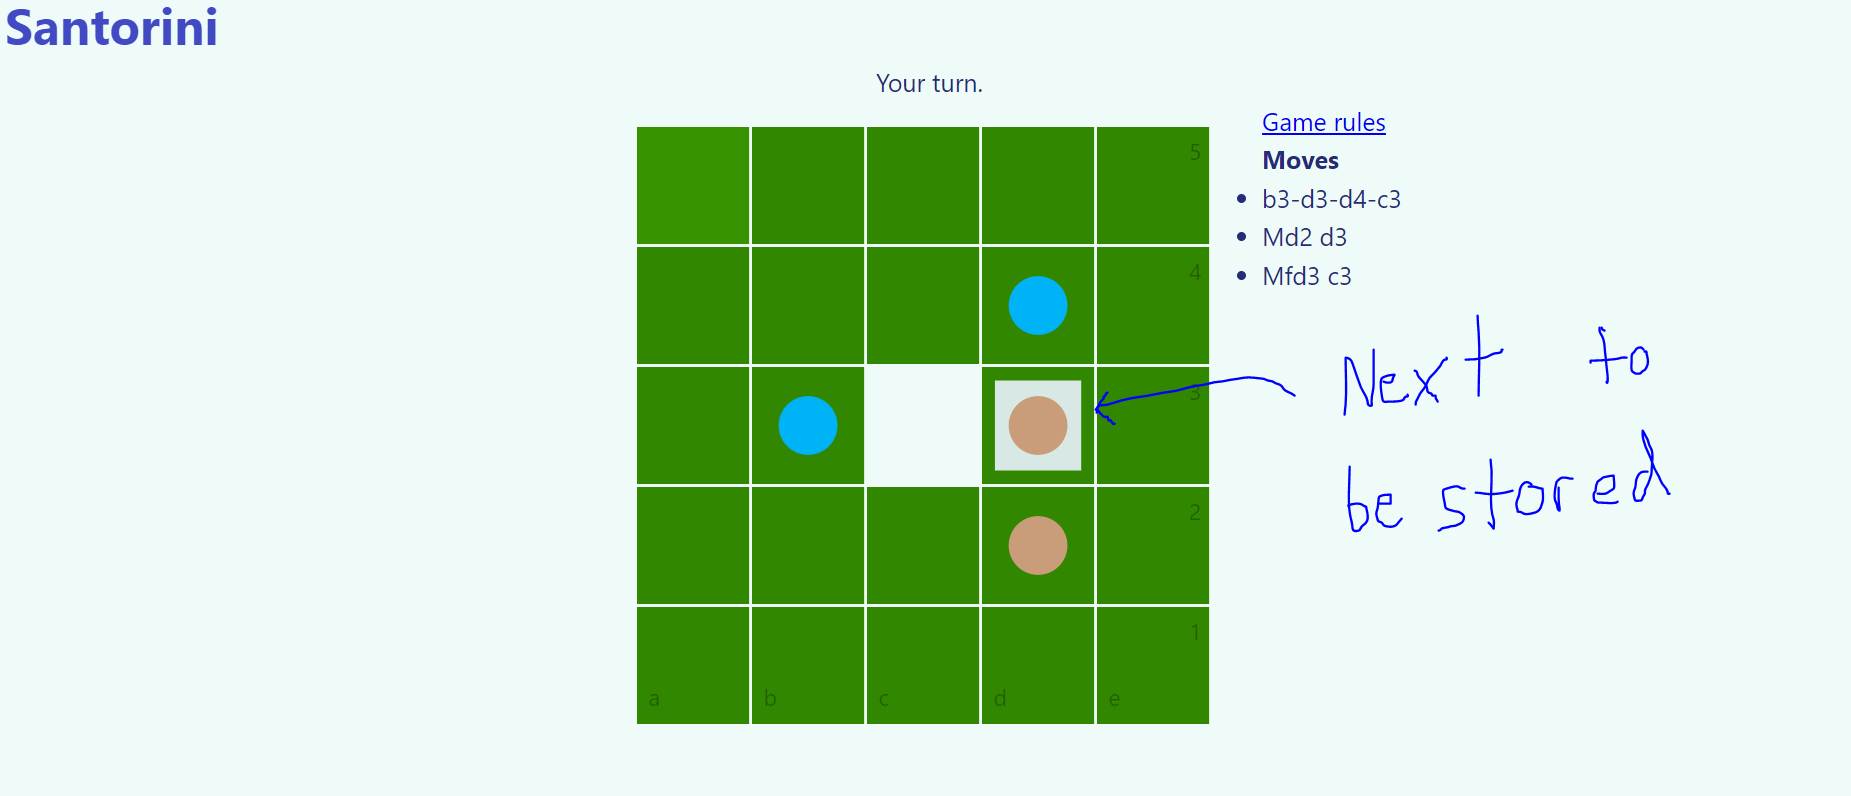 Santorini
Your turn.
Game rules
Moves
b3-d3-d4-c3
Md2 d3
Mfd3 c3
5
4
3
2
1
a b c d e
Next to
be stored